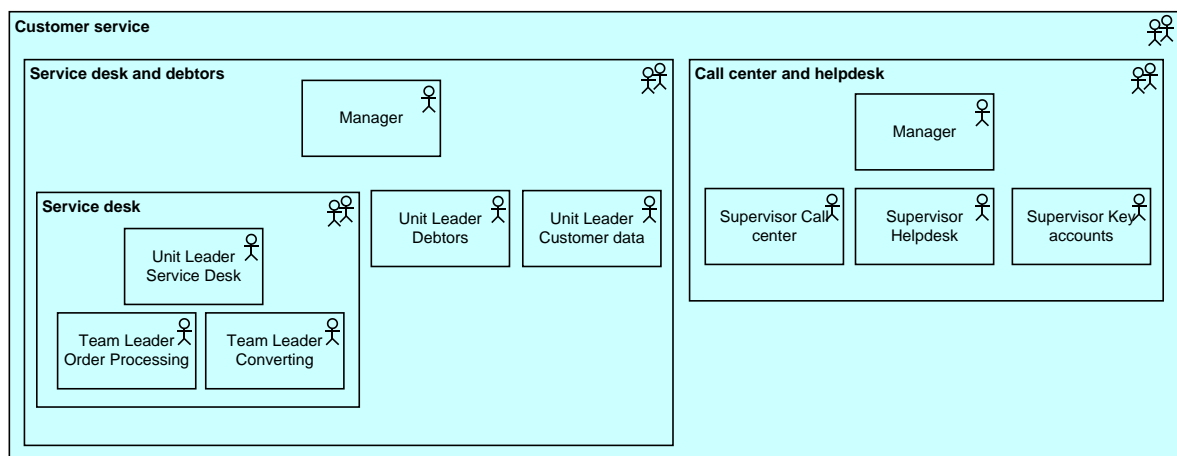 Customer service
Service desk and debtors
Manager
Service desk
Unit Leader
Service Desk
Team Leader
Order Processing
Team Leader
Converting
Unit Leader
Debtors
Unit Leader
Customer data
Call center and helpdesk
Manager
Supervisor Call
center
Supervisor
Helpdesk
Supervisor Key
accounts